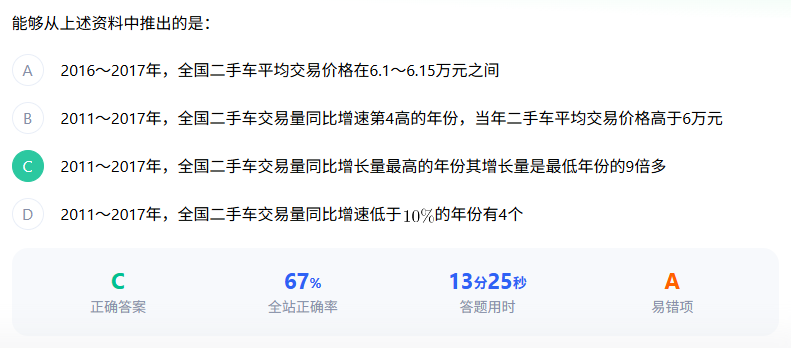 能够从上述资料中推出的是：
A 2016～2017年，全国二手车平均交易价格在6.1～6.15万元之间
B 2011～2017年，全国二手车交易量同比增速第4高的年份，当年二手车平均交易价格高于6万元
C 2011～2017年，全国二手车交易量同比增长量最高的年份其增长量是最低年份的9倍多
D 2011～2017年，全国二手车交易量同比增速低于10%的年份有4个
C 67% 13分25秒 A
正确答案 全站正确率 答题用时 易错项